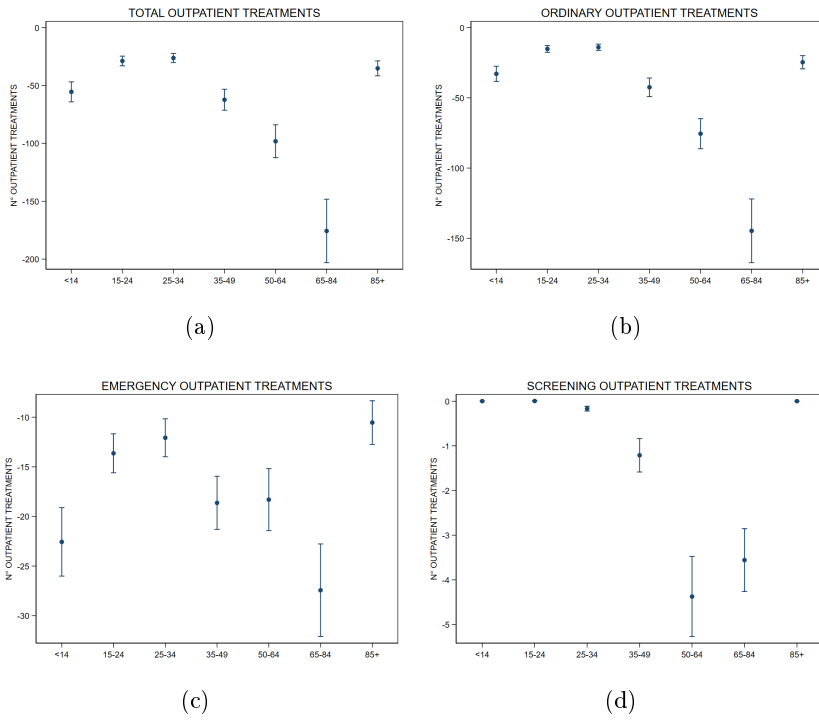 TOTAL OUTPATIENT TREATMENTS
N° OUTPATIENT TREATMENTS
0
-50
-100
-150
-200
<14 15-24 25-34 35-49 50-64 65-84 85+
(a)
ORDINARY OUTPATIENT TREATMENTS
N° OUTPATIENT TREATMENTS
0
-50
-100
-150
<14 15-24 25-34 35-49 50-64 65-84 85+
(b)
EMERGENCY OUTPATIENT TREATMENTS
N° OUTPATIENT TREATMENTS
-10
-15
-20
-25
-30
<14 15-24 25-34 35-49 50-64 65-84 85+
(c)
SCREENING OUTPATIENT TREATMENTS
N° OUTPATIENT TREATMENTS
0
-1
-2
-3
-4
-5
<14 15-24 25-34 35-49 50-64 65-84 85+
(d)